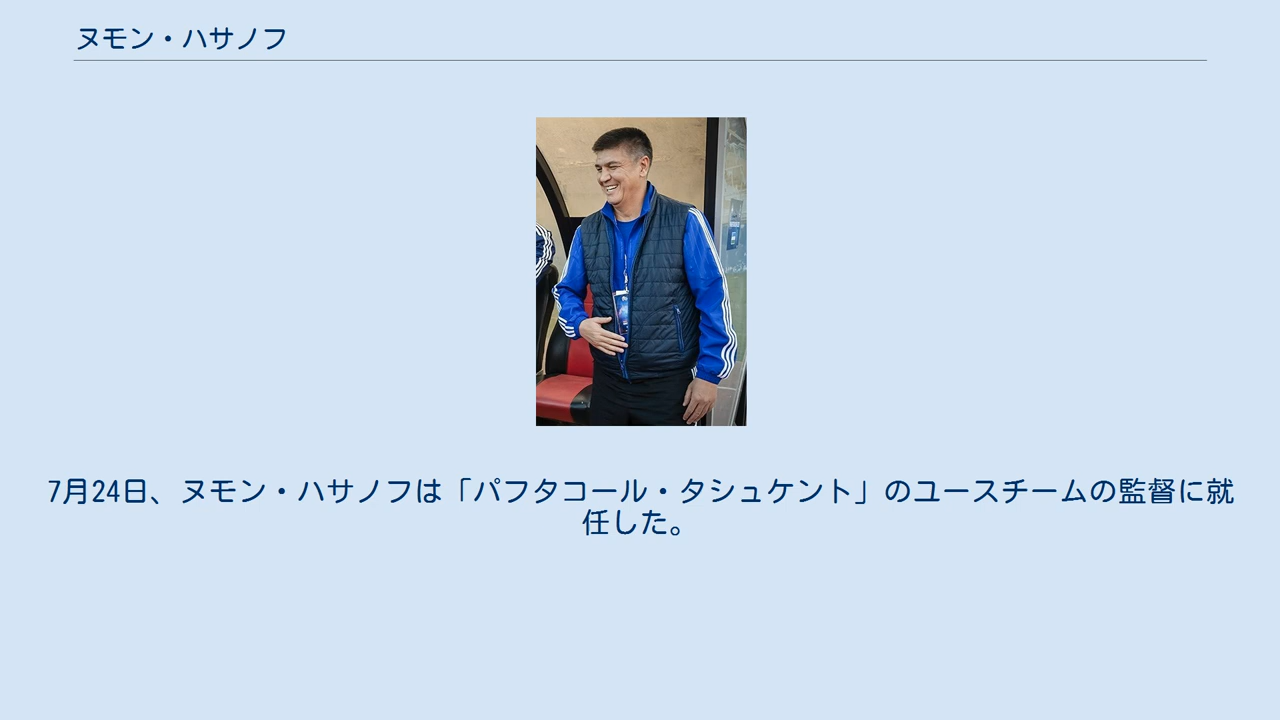 ヌモン・ハサノフ
7月24日、ヌモン・ハサノフは「パフタコール・タシュケント」のユースチームの監督に就
任した。